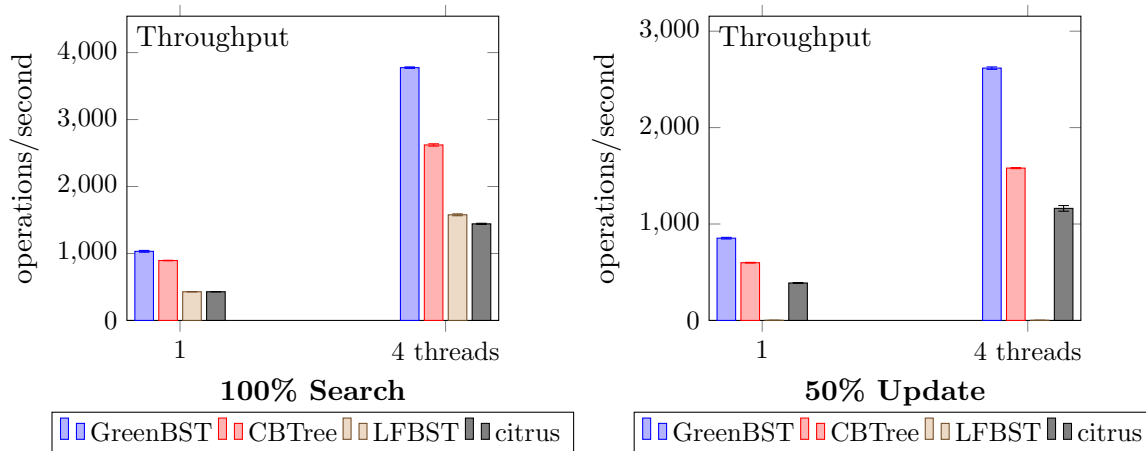 Throughput
operations/second
4,000
3,000
2,000
1,000
0
1
4 threads
100% Search
GreenBST CBTree LFBST citrus
Throughput
operations/second
3,000
2,000
1,000
0
1
4 threads
50% Update
GreenBST CBTree LFBST citrus